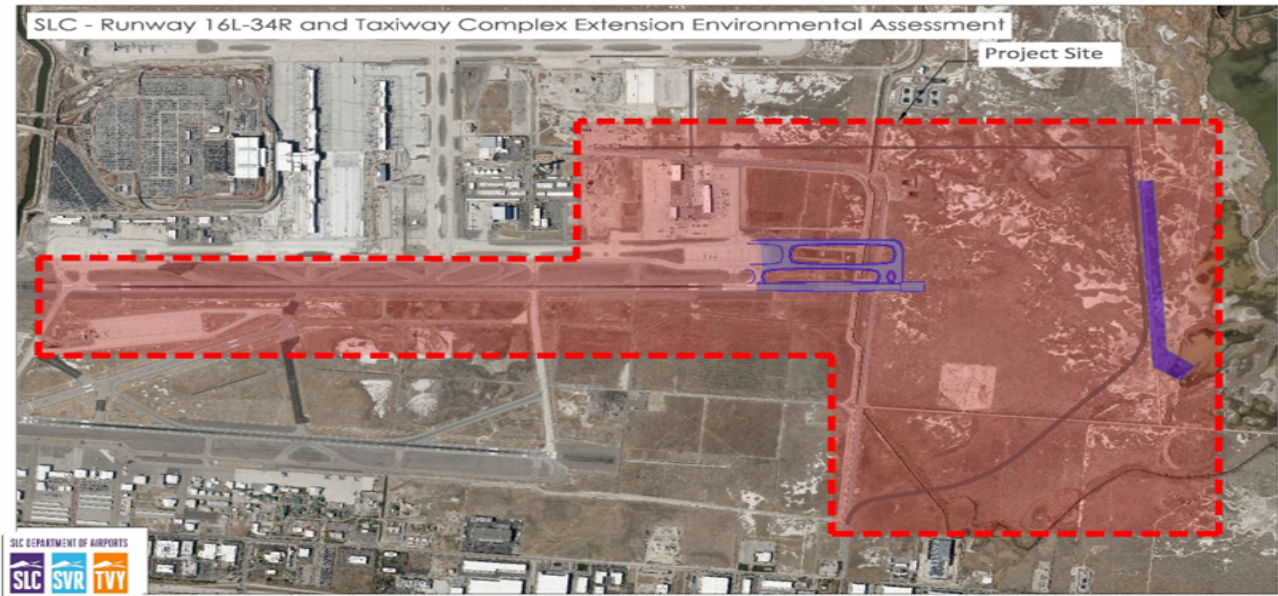 SLC - Runway 16L-34R and Taxiway Complex Extension Environmental Assessment
Project Site
SLC DEPARTMENT OF AIRPORTS
SLC SVR TVY